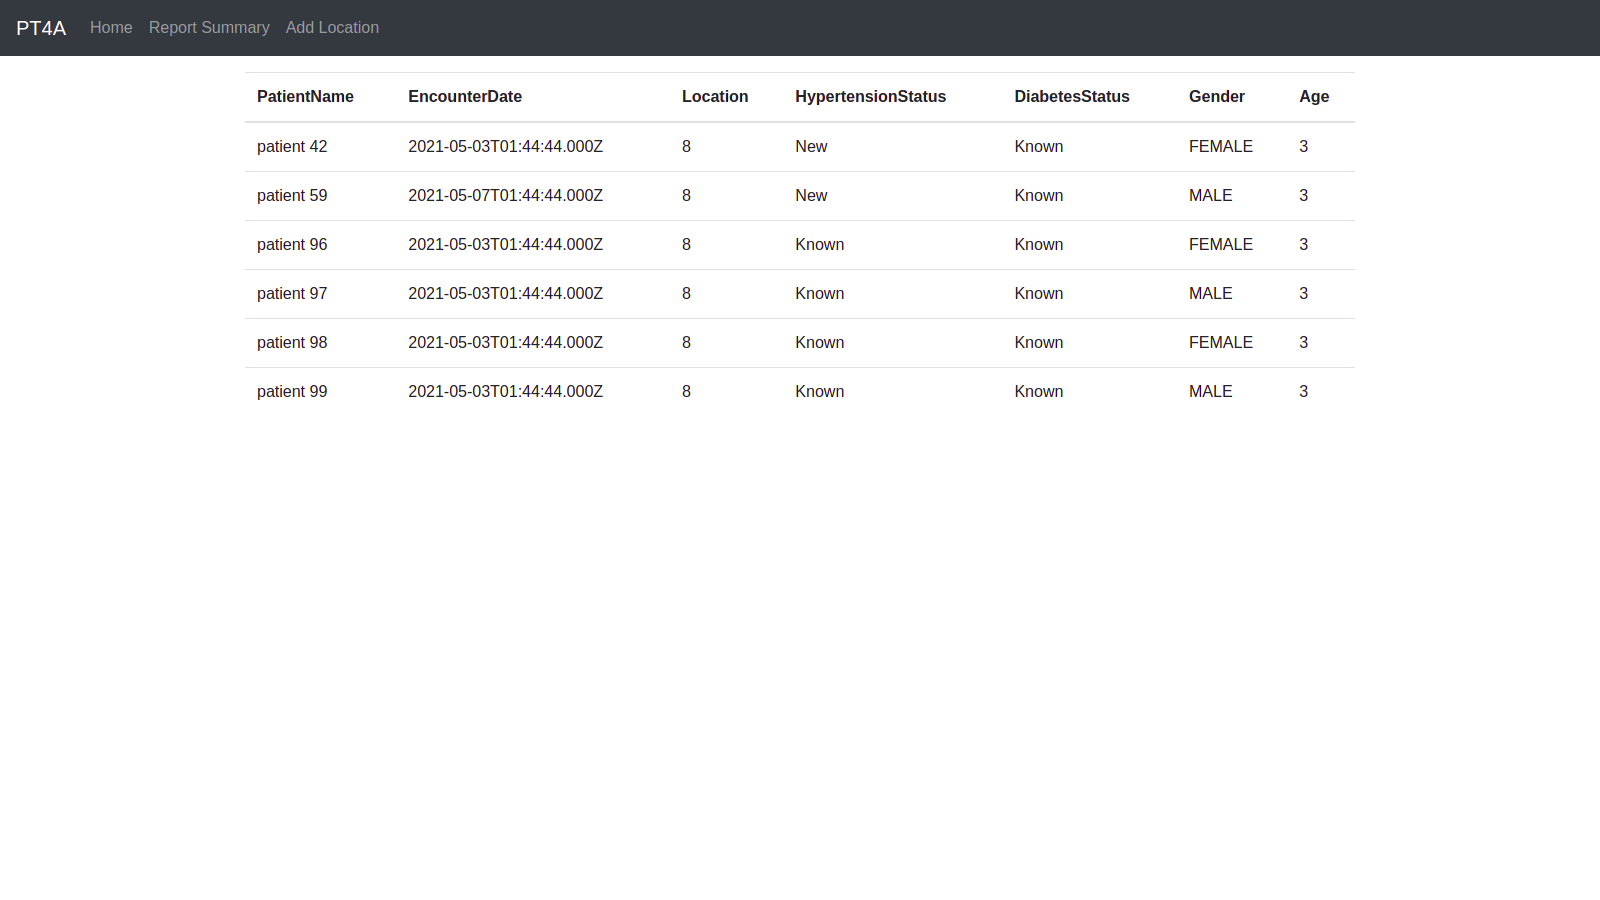 PT4A Home Report Summary Add Location
PatientName EncounterDate Location HypertensionStatus DiabetesStatus Gender Age
patient 42 2021-05-03T01:44:44.000Z 8 New Known FEMALE 3
patient 59 2021-05-07T01:44:44.000Z 8 New Known MALE 3
patient 96 2021-05-03T01:44:44.000Z 8 Known Known FEMALE 3
patient 97 2021-05-03T01:44:44.000Z 8 Known Known MALE 3
patient 98 2021-05-03T01:44:44.000Z 8 Known Known FEMALE 3
patient 99 2021-05-03T01:44:44.000Z 8 Known Known MALE 3